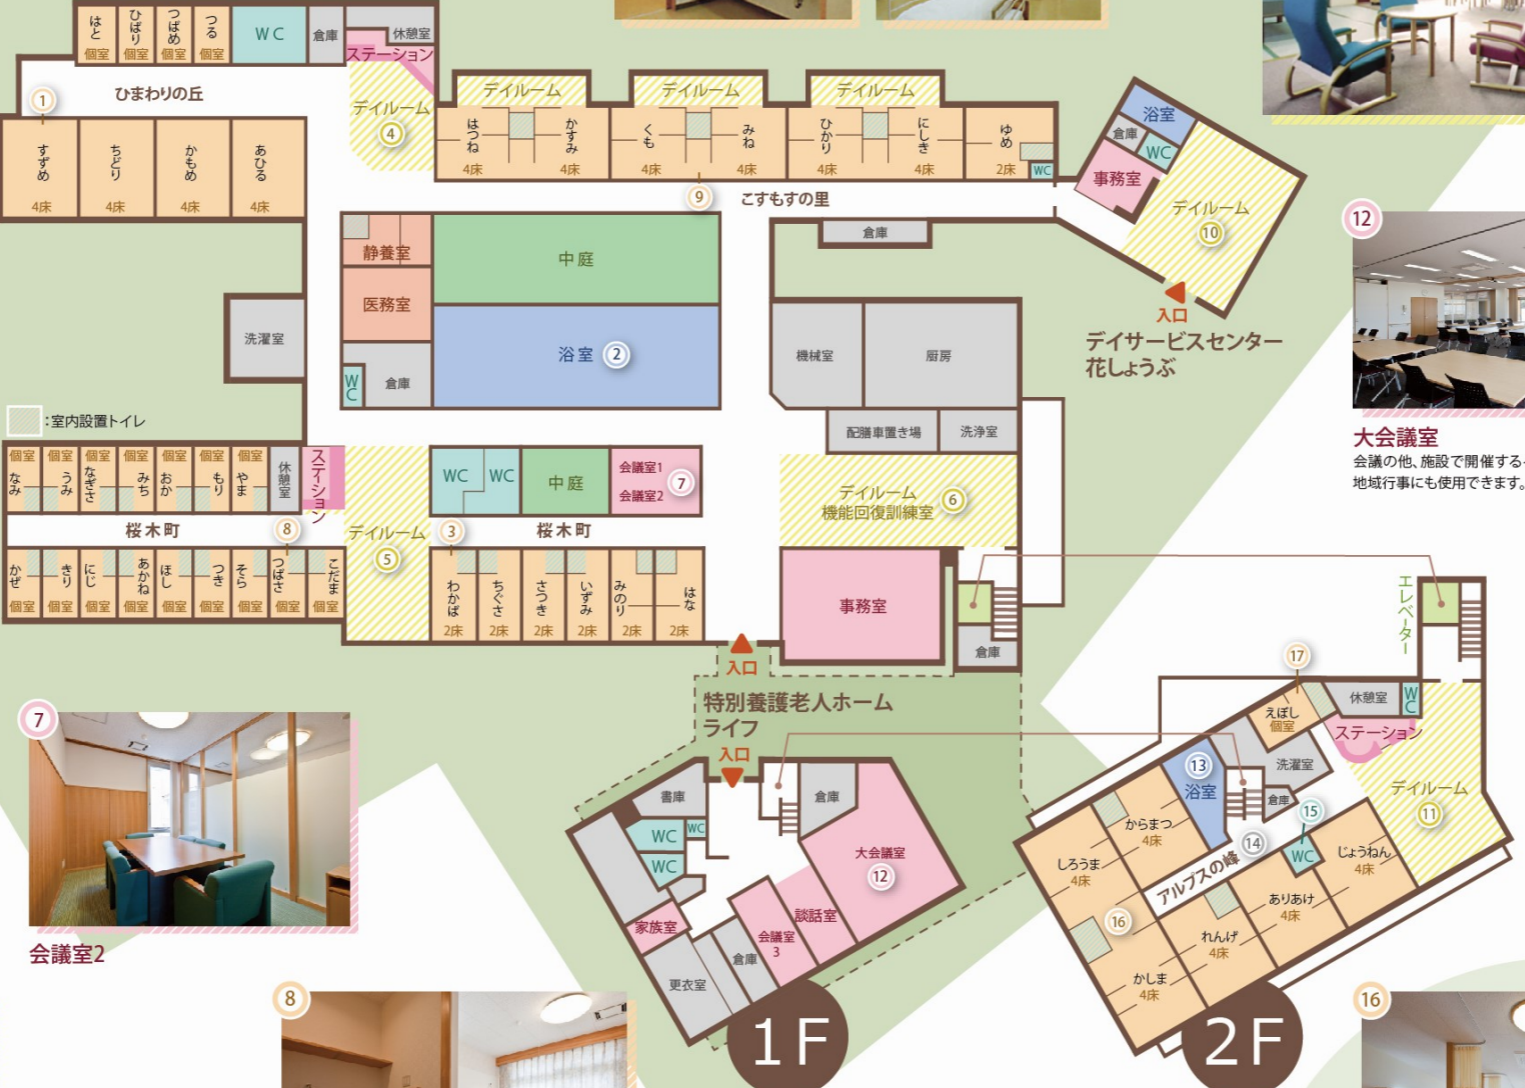 はと
個室
ひばり
個室
つばめ
個室
つる
個室
WC
倉庫
休憩室
ステーション
ひまわりの丘
1
すずめ
4床
ちどり
4床
かもめ
4床
あひる
4床
デイルーム
4
デイルーム
デイルーム
デイルーム
はつね
4床
かすみ
4床
くも
4床
みね
4床
ひかり
4床
にしき
4床
ゆめ
2床
WC
9
こすもすの里
浴室
倉庫
WC
事務室
デイルーム
10
入口
デイサービスセンター
花しょうぶ
倉庫
静養室
医務室
WC
倉庫
中庭
浴室
2
洗濯室
機械室
厨房
配膳車置き場
洗浄室
:室内設置トイレ
個室
なみ
個室
うみ
個室
なぎさ
個室
みち
個室
おか
個室
もり
個室
やま
休憩室
ステーション
桜木町
8
デイルーム
5
かぜ
個室
きり
個室
にじ
個室
あかね
個室
ほし
個室
つき
個室
そら
個室
つばさ
個室
こだま
個室
WC
WC
中庭
会議室1
会議室2
7
3
桜木町
わかば
2床
ちぐさ
2床
さつき
2床
いずみ
2床
みのり
2床
はな
2床
デイルーム
機能回復訓練室
6
事務室
倉庫
入口
特別養護老人ホーム
ライフ
入口
書庫
WC
WC
WC
倉庫
大会議室
12
談話室
会議室
3
倉庫
家族室
更衣室
1F
エレベーター
17
えぼし
個室
休憩室
WC
ステーション
洗濯室
倉庫
13
浴室
デイルーム
11
15
14
WC
アルプスの峰
からまつ
4床
しろうま
4床
16
かしま
4床
れんげ
4床
ありあけ
4床
じょうねん
4床
2F
12
大会議室
会議の他、施設で開催する
地域行事にも使用できます。
7
会議室2
8
16